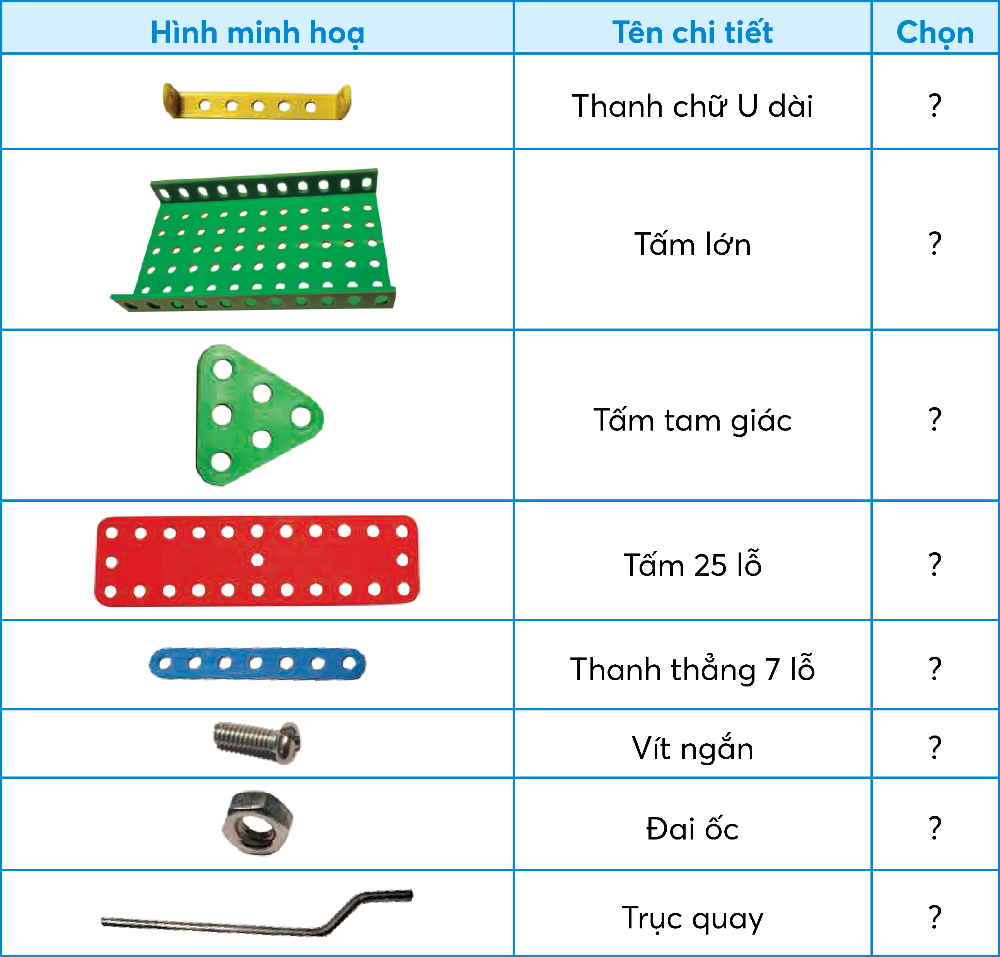 Hình minh hoạ Tên chi tiết Chọn
Thanh chữ U dài ?
Tấm lớn ?
Tấm tam giác ?
Tấm 25 lỗ ?
Thanh thẳng 7 lỗ ?
Vít ngắn ?
Đai ốc ?
Trục quay ?